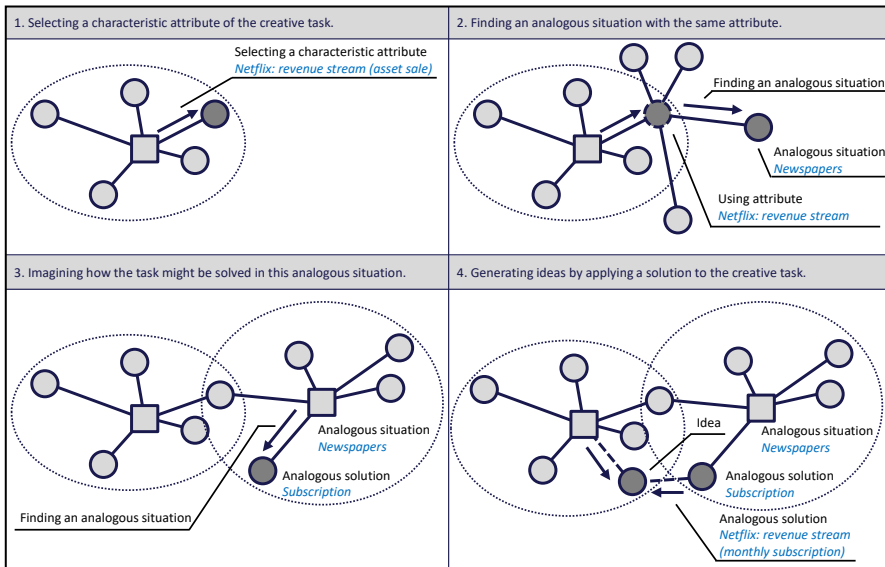 1. Selecting a characteristic attribute of the creative task.
Selecting a characteristic attribute
Netflix: revenue stream (asset sale)
2. Finding an analogous situation with the same attribute.
Finding an analogous situation
Analogous situation
Newspapers
Using attribute
Netflix: revenue stream
3. Imagining how the task might be solved in this analogous situation.
Analogous situation
Newspapers
Analogous solution
Subscription
Finding an analogous situation
4. Generating ideas by applying a solution to the creative task.
Idea
Analogous situation
Newspapers
Analogous solution
Subscription
Analogous solution
Netflix: revenue stream
(monthly subscription)